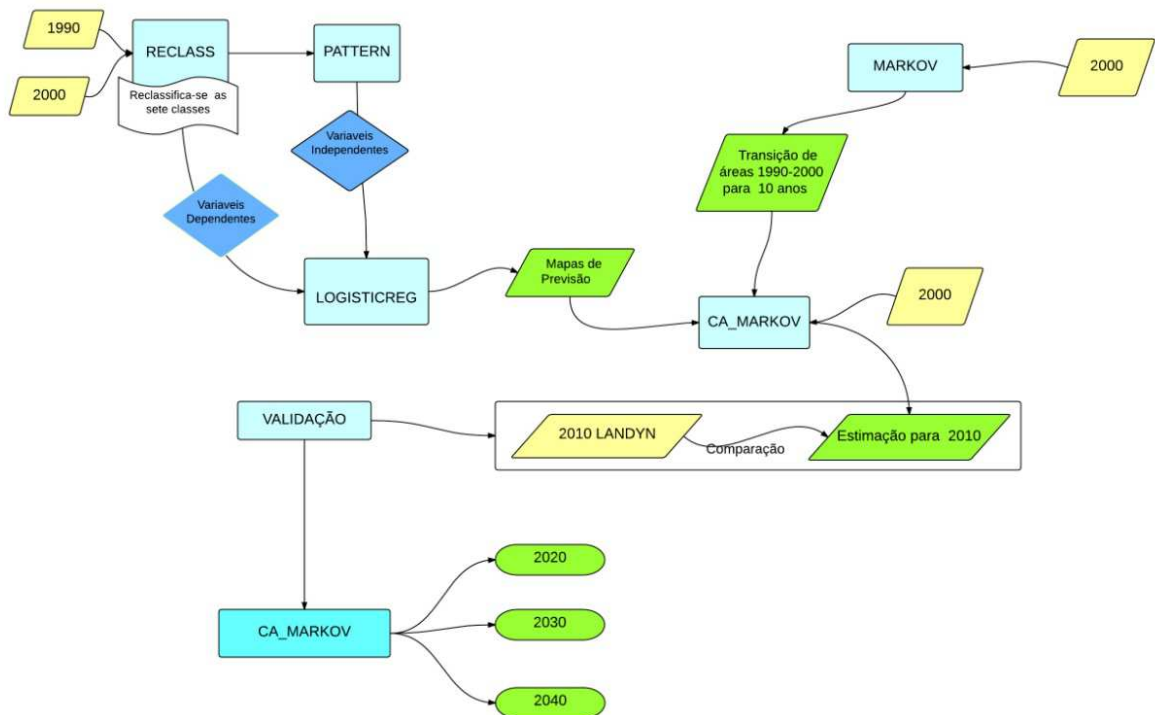 1990
2000
RECLASS
Reclassifica-se as
sete classes
PATTERN
Variaveis
Independentes
Variaveis
Dependentes
LOGISTICREG
Mapas de
Previsão
MARKOV
2000
Transição de
áreas 1990-2000
para 10 anos
CA_MARKOV
2000
VALIDAÇÃO
2010 LANDYN
Comparação
Estimação para 2010
CA_MARKOV
2020
2030
2040